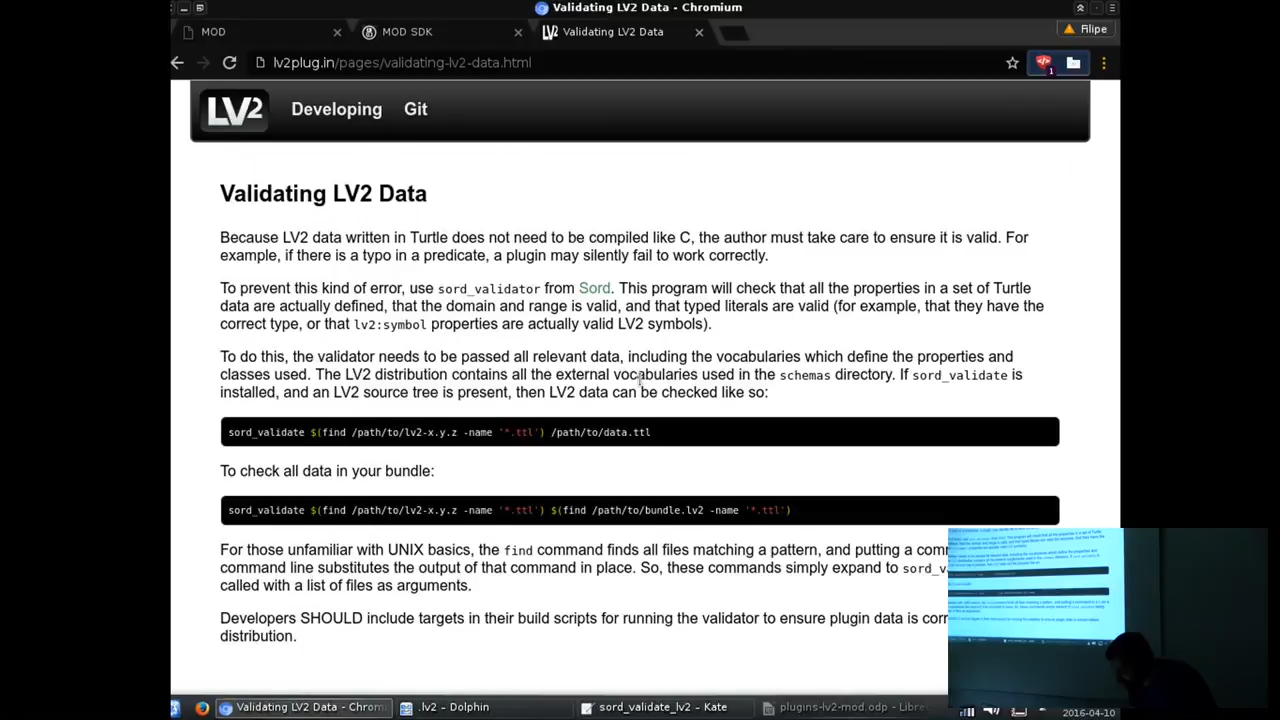 Validating LV2 Data - Chromium
MOD
MOD SDK
Validating LV2 Data
Filipe
lv2plug.in/pages/validating-lv2-data.html
1
LV2 Developing Git
Validating LV2 Data
Because LV2 data written in Turtle does not need to be compiled like C, the author must take care to ensure it is valid. For
example, if there is a typo in a predicate, a plugin may silently fail to work correctly.
To prevent this kind of error, use sord_validator from Sord. This program will check that all the properties in a set of Turtle
data are actually defined, that the domain and range is valid, and that typed literals are valid (for example, that they have the
correct type, or that lv2:symbol properties are actually valid LV2 symbols).
To do this, the validator needs to be passed all relevant data, including the vocabularies which define the properties and
classes used. The LV2 distribution contains all the external vocabularies used in the schemas directory. If sord_validate is
installed, and an LV2 source tree is present, then LV2 data can be checked like so:
sord_validate $(find /path/to/lv2-x.y.z -name '*.ttl') /path/to/data.ttl
To check all data in your bundle:
sord_validate $(find /path/to/lv2-x.y.z -name '*.ttl') $(find /path/to/bundle.lv2 -name '*.ttl')
For those unfamiliar with UNIX basics, the find command finds all files matching a pattern, and putting a comm
command in $() substitutes the output of that command in place. So, these commands simply expand to sord_v
called with a list of files as arguments.
Developers SHOULD include targets in their build scripts for running the validator to ensure plugin data is corr
distribution.
Validating LV2 Data - Chrom
.lv2 - Dolphin
sord_validate_lv2 - Kate
plugins-lv2-mod.odp - Libre
2016-04-10